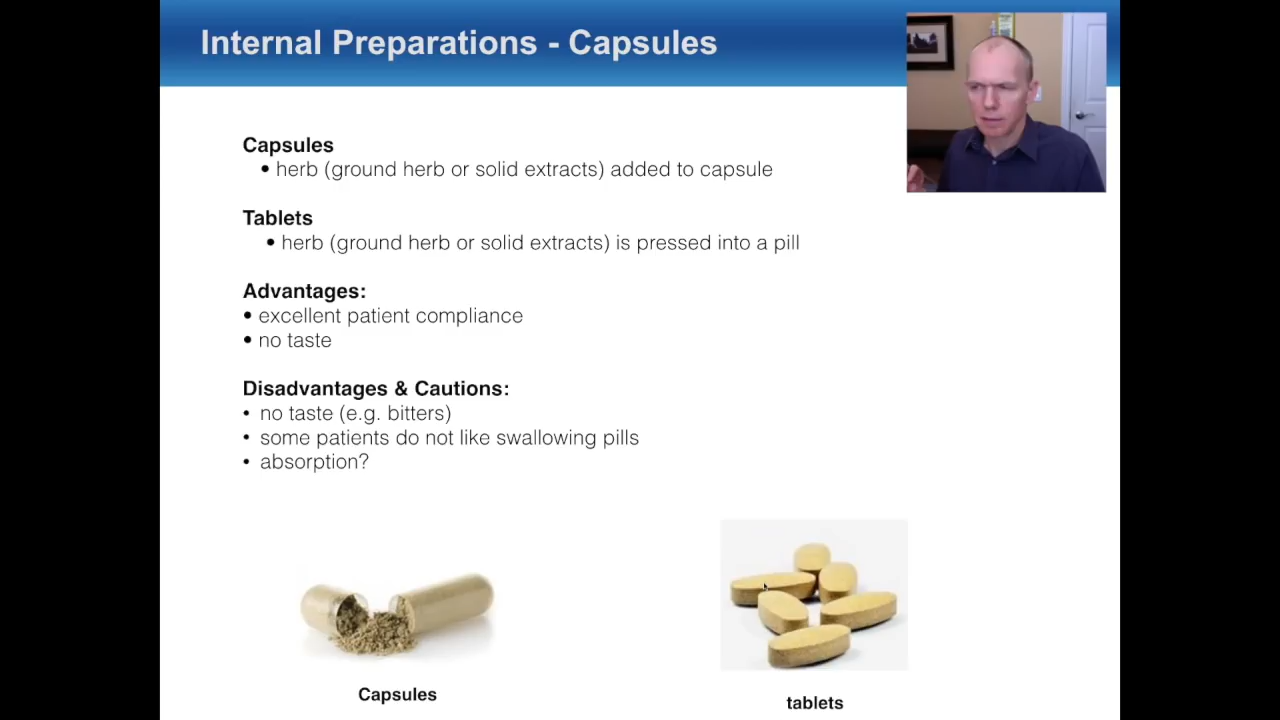 Internal Preparations - Capsules
Capsules
• herb (ground herb or solid extracts) added to capsule
Tablets
• herb (ground herb or solid extracts) is pressed into a pill
Advantages:
• excellent patient compliance
• no taste
Disadvantages & Cautions:
• no taste (e.g. bitters)
• some patients do not like swallowing pills
• absorption?
Capsules
tablets